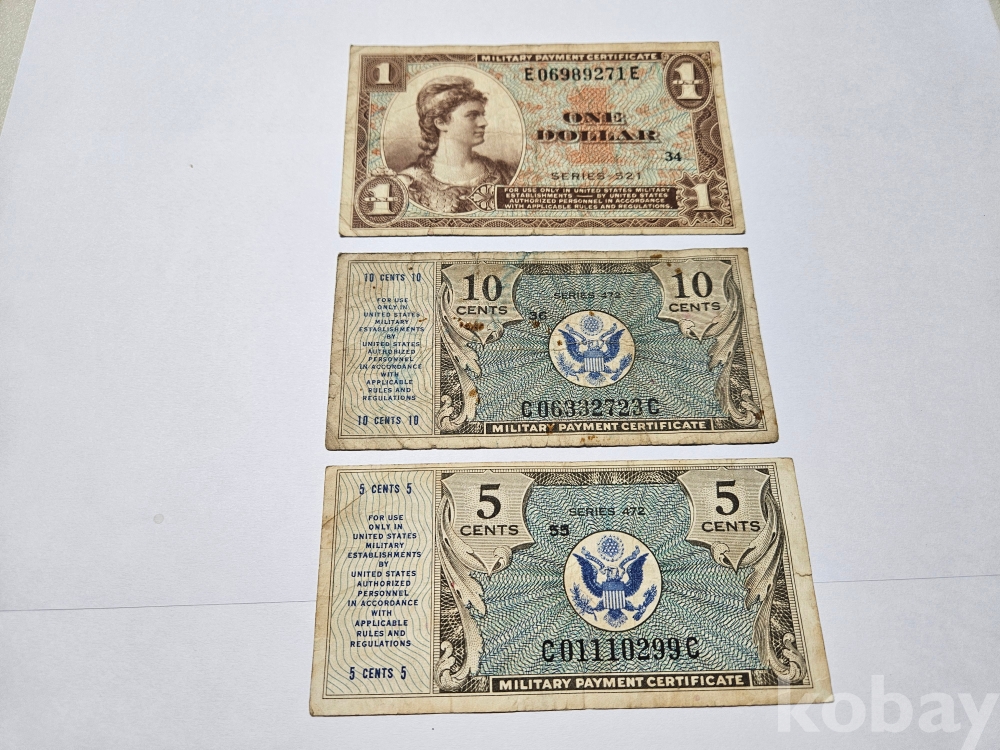 MILITARY PAYMENT CERTIFICATE
1
E06989271E
1
ONE
DOLLAR
34
SERIES 521
FOR USE ONLY IN UNITED STATES MILITARY
ESTABLISHMENTS — BY UNITED STATES
AUTHORIZED PERSONNEL IN ACCORDANCE
WITH APPLICABLE RULES AND REGULATIONS.
1
1
10 CENTS 10
FOR USE
ONLY IN
UNITED STATES
MILITARY
ESTABLISHMENTS
BY
UNITED STATES
AUTHORIZED
PERSONNEL
IN ACCORDANCE
WITH
APPLICABLE
RULES AND
REGULATIONS
10 CENTS 10
10
CENTS
SERIES 472
10
CENTS
36
C06332723C
MILITARY PAYMENT CERTIFICATE
5 CENTS 5
FOR USE
ONLY IN
UNITED STATES
MILITARY
ESTABLISHMENTS
BY
UNITED STATES
AUTHORIZED
PERSONNEL
IN ACCORDANCE
WITH
APPLICABLE
RULES AND
REGULATIONS
5 CENTS 5
5
CENTS
SERIES 472
5
CENTS
55
C01110299C
MILITARY PAYMENT CERTIFICATE
kobay